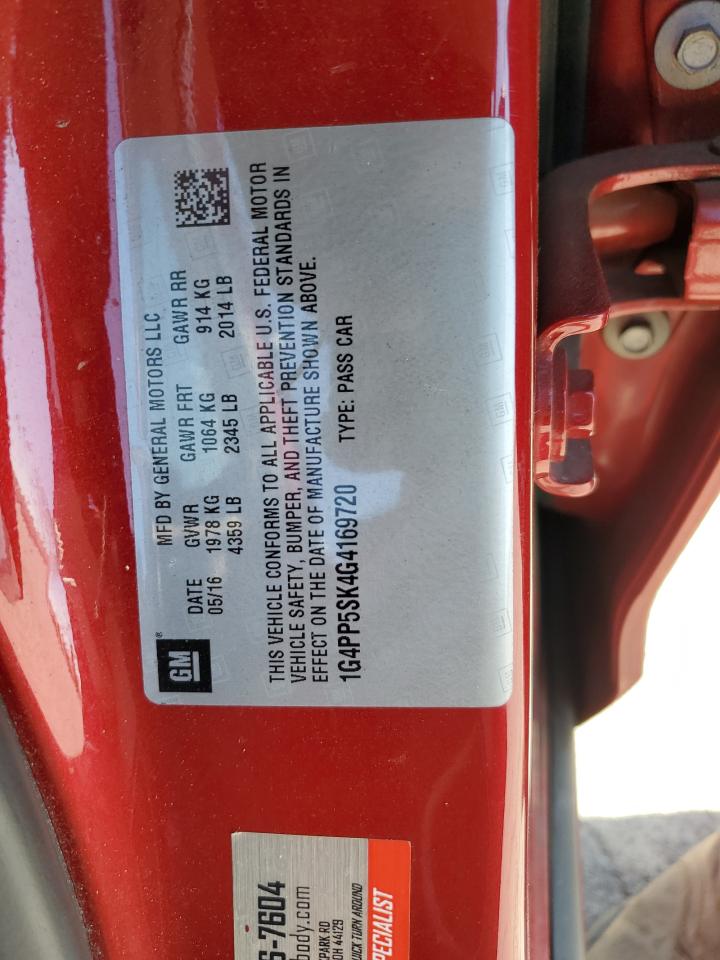 GM®
MFD BY GENERAL MOTORS LLC
DATE GVWR GAWR FRT GAWR RR
05/16 1978 KG 1064 KG 914 KG
4359 LB 2345 LB 2014 LB
THIS VEHICLE CONFORMS TO ALL APPLICABLE U.S. FEDERAL MOTOR
VEHICLE SAFETY, BUMPER, AND THEFT PREVENTION STANDARDS IN
EFFECT ON THE DATE OF MANUFACTURE SHOWN ABOVE.
1G4PP5SK4G4169720 TYPE: PASS CAR
6-7604
body.com
PARK RD
OH 44129
QUICK TURN AROUND
SPECIALIST